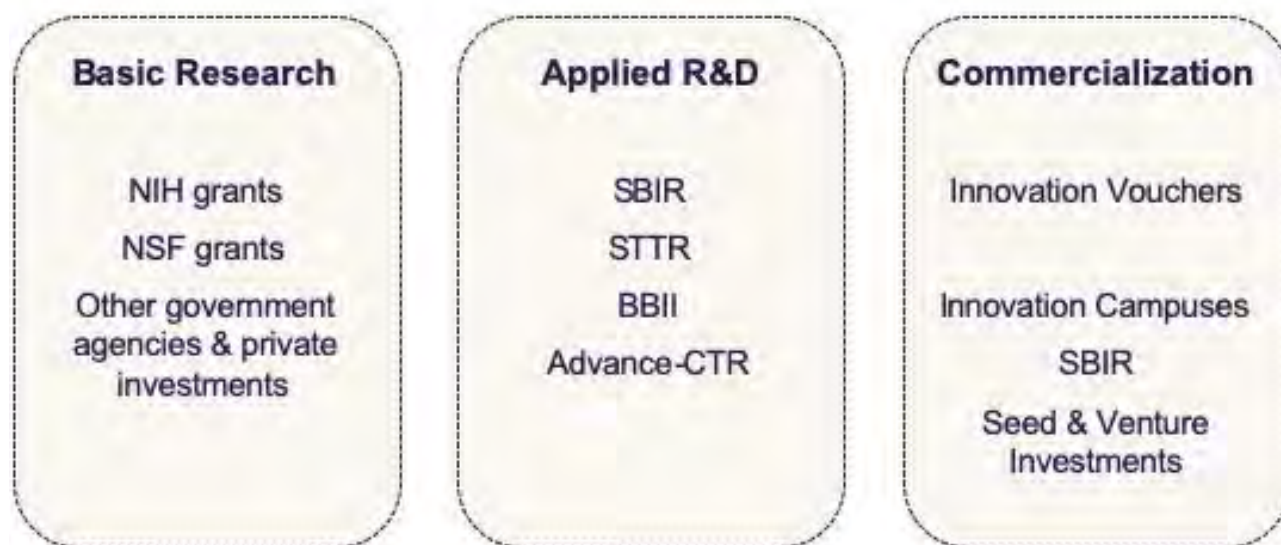 Basic Research
NIH grants
NSF grants
Other government
agencies & private
investments
Applied R&D
SBIR
STTR
BBII
Advance-CTR
Commercialization
Innovation Vouchers
Innovation Campuses
SBIR
Seed & Venture
Investments